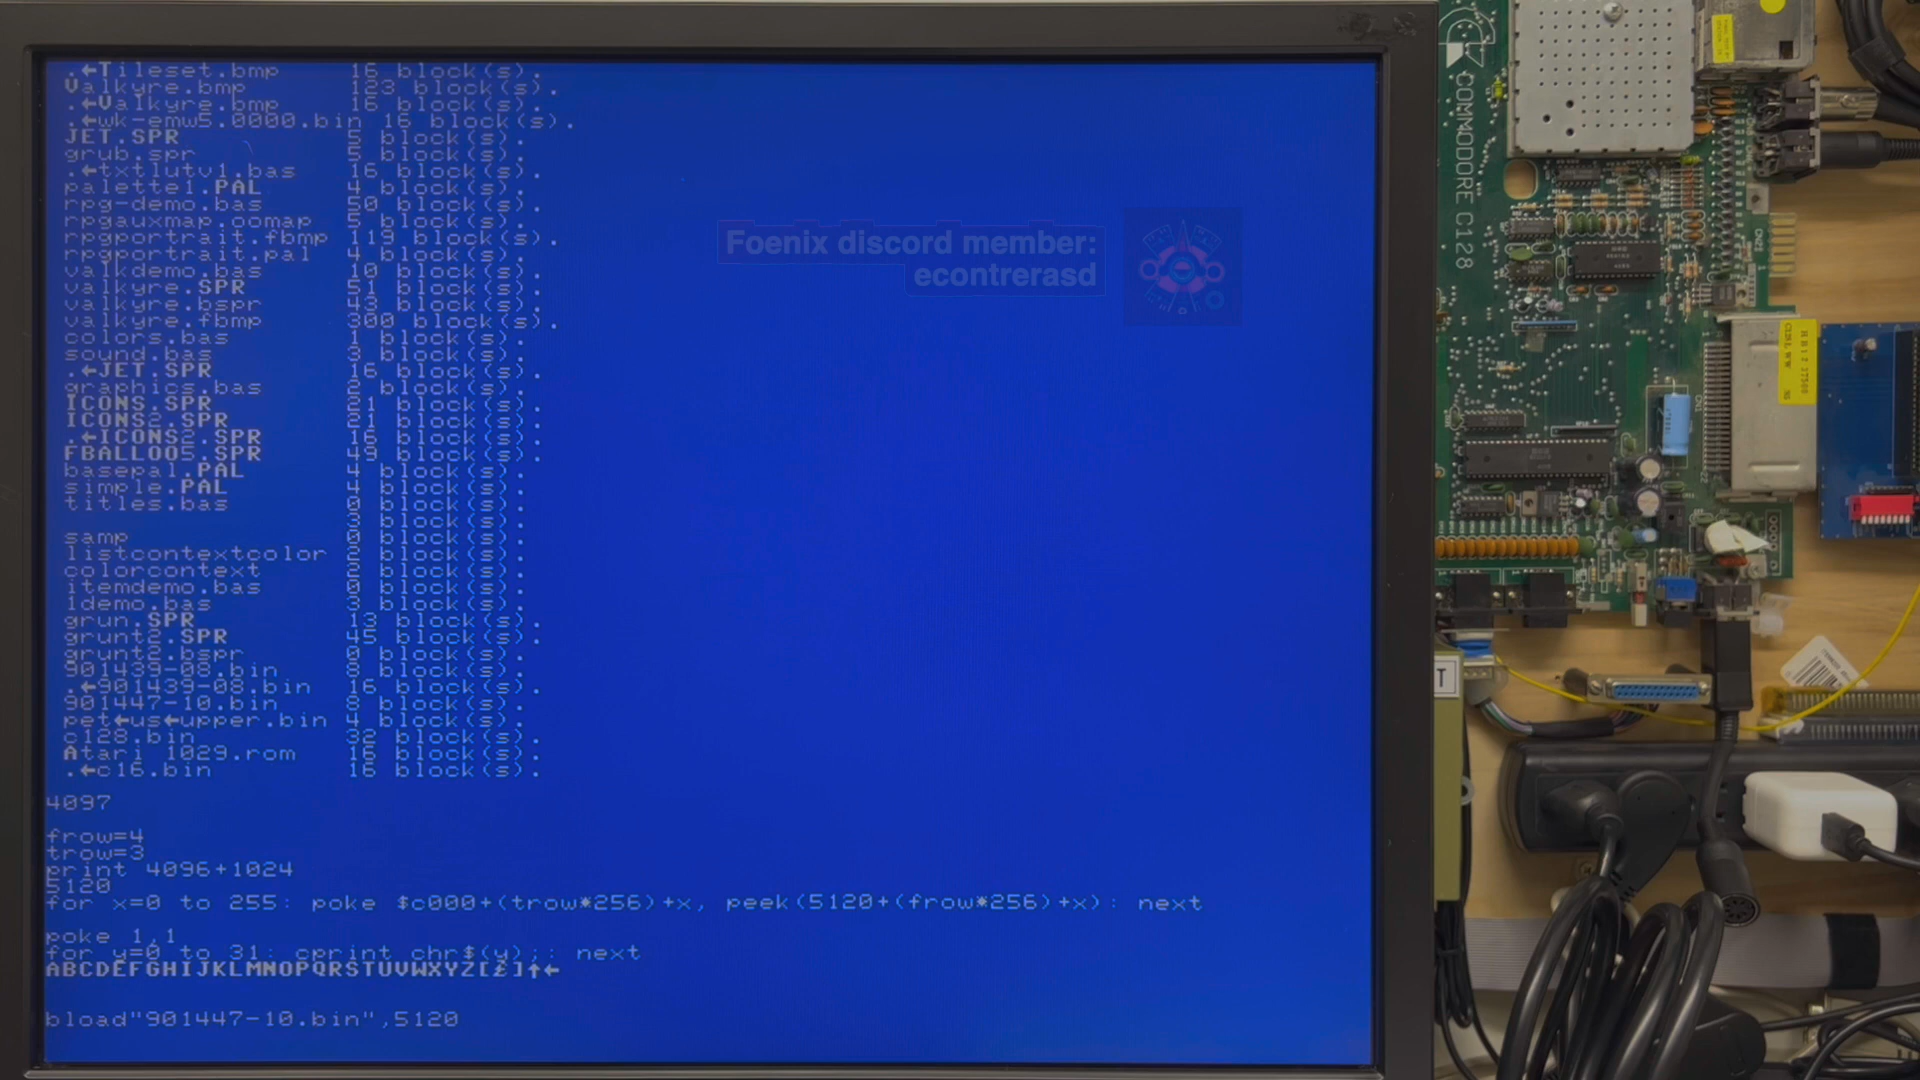 .←Tileset.bmp 16 block(s).
Valkyre.bmp 123 block(s).
.←Valkyre.bmp 16 block(s).
.←wk-emw5.0000.bin 16 block(s).
JET.SPR 5 block(s).
grub.spr 5 block(s).
.←txtlutv1.bas 16 block(s).
palette1.PAL 4 block(s).
rpg-demo.bas 50 block(s).
rpgauxmap.oomap 5 block(s).
rpgportrait.fbmp 119 block(s).
rpgportrait.pal 4 block(s).
valkdemo.bas 10 block(s).
valkyre.SPR 51 block(s).
valkyre.bspr 43 block(s).
valkyre.fbmp 300 block(s).
colors.bas 1 block(s).
sound.bas 3 block(s).
.←JET.SPR 16 block(s).
graphics.bas 2 block(s).
ICONS.SPR 21 block(s).
ICONS2.SPR 21 block(s).
.←ICONS2.SPR 16 block(s).
FBALLOO5.SPR 49 block(s).
basepal.PAL 4 block(s).
simple.PAL 4 block(s).
titles.bas 0 block(s).
3 block(s).
samp 0 block(s).
listcontextcolor 2 block(s).
colorcontext 2 block(s).
itemdemo.bas 0 block(s).
1demo.bas 3 block(s).
grun.SPR 13 block(s).
grunt2.SPR 45 block(s).
grunt2.bspr 0 block(s).
901439-08.bin 8 block(s).
.←901439-08.bin 16 block(s).
901447-10.bin 8 block(s).
pet←us←upper.bin 4 block(s).
c128.bin 32 block(s).
Atari 1029.rom 16 block(s).
.←c16.bin 16 block(s).
4097
frow=4
trow=3
print 4096+1024
5120
for x=0 to 255: poke $c000+(trow*256)+x, peek(5120+(frow*256)+x): next
poke 1,1
for y=0 to 31: cprint chr$(y);: next
ABCDEFGHIJKLMNOPQRSTUVWXYZ[£]↑←
bload"901447-10.bin",5120
Foenix discord member:
econtrerasd
COMMODORE C128
T